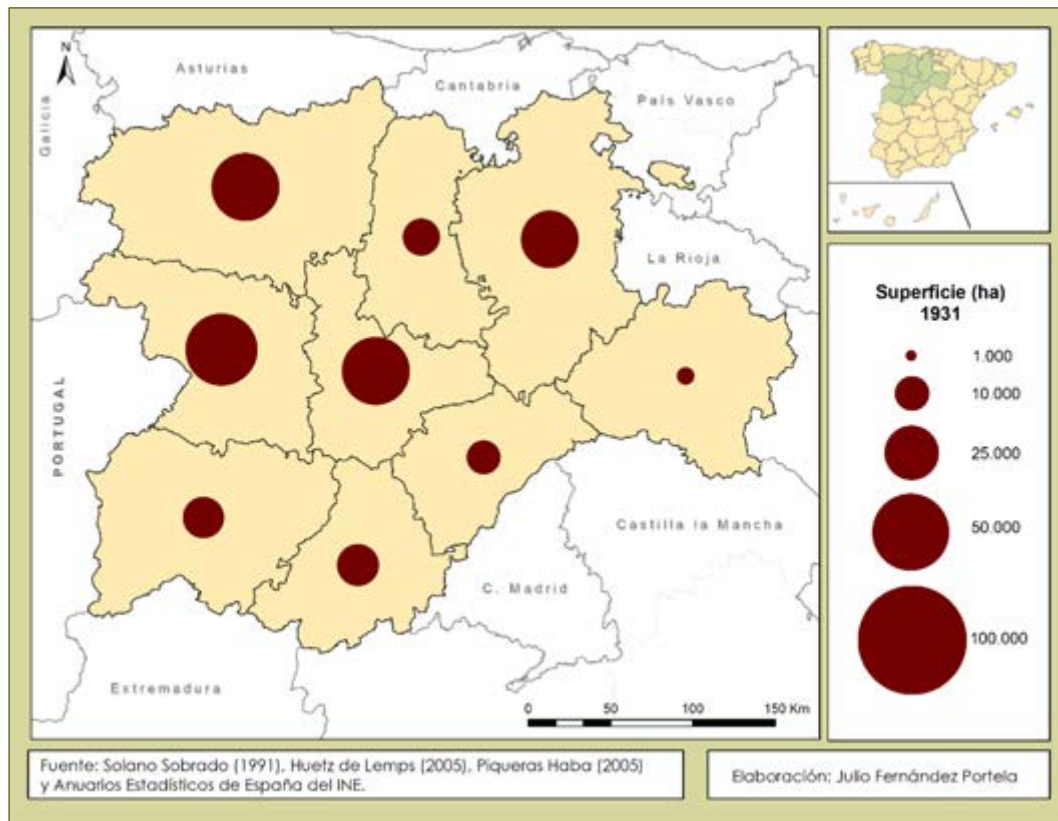 N
Asturias
Cantabria
País Vasco
Galicia
La Rioja
PORTUGAL
Castilla la Mancha
C. Madrid
Extremadura
0 50 100 150 Km
Superficie (ha)
1931
1.000
10.000
25.000
50.000
100.000
Fuente: Solano Sobrado (1991), Huetz de Lemps (2005), Piqueras Haba (2005)
y Anuarios Estadísticos de España del INE.
Elaboración: Julio Fernández Portela